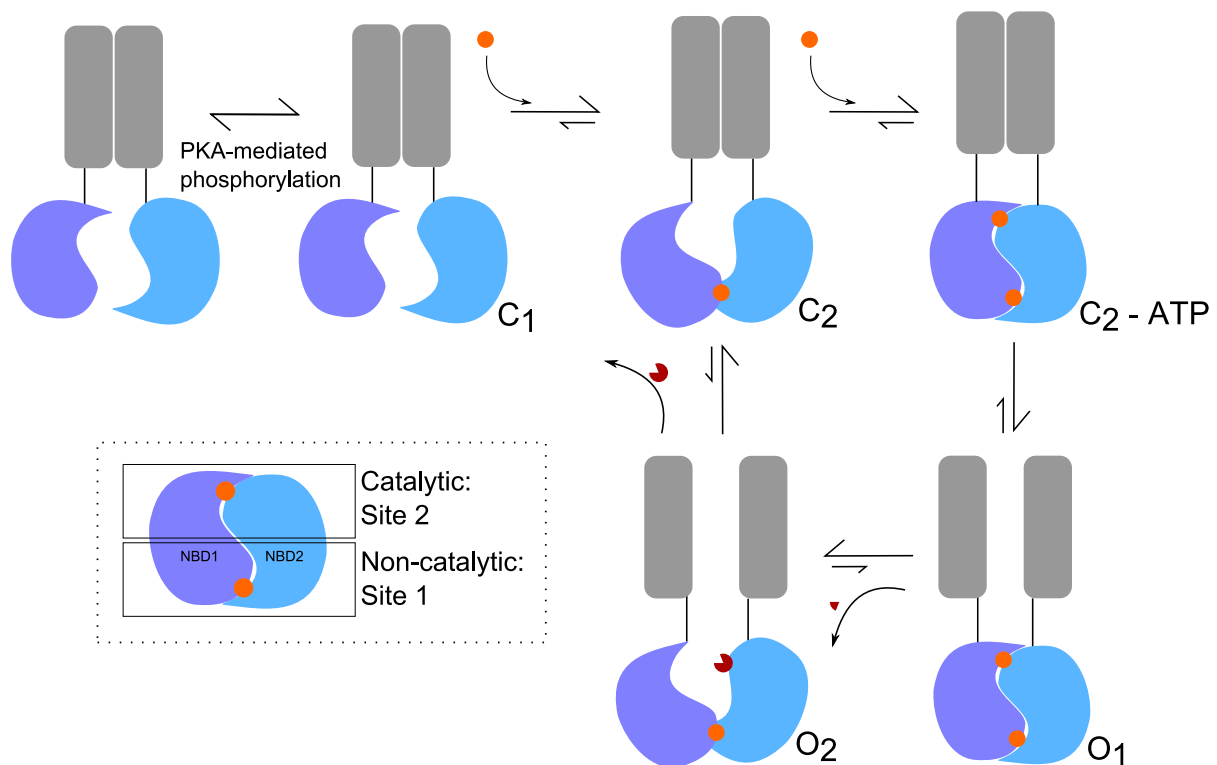 PKA-mediated
phosphorylation
C1
C2
C2 - ATP
Catalytic:
Site 2
NBD1
NBD2
Non-catalytic:
Site 1
O2
O1